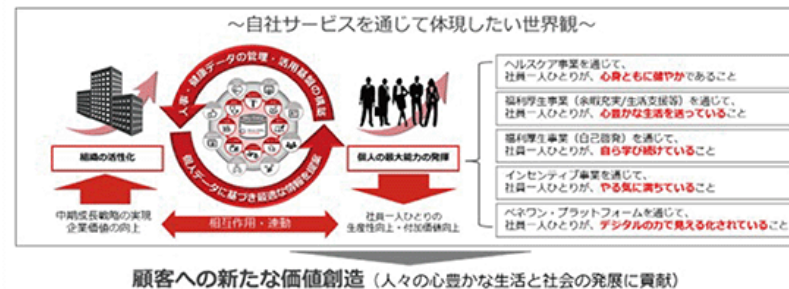 ～自社サービスを通じて体現したい世界観～
人事・健康データの管理・活用基盤の構築
個人データに基づき最適な情報を提案
組織の活性化
中期成長戦略の実現
企業価値の向上
相互作用・連動
個人の最大能力の発揮
社員一人ひとりの
生産性向上・付加価値向上
ヘルスケア事業を通じて、
社員一人ひとりが、心身ともに健やかであること
福利厚生事業（余暇充実/生活支援等）を通じて、
社員一人ひとりが、心豊かな生活を送っていること
福利厚生事業（自己啓発）を通じて、
社員一人ひとりが、自ら学び続けていること
インセンティブ事業を通じて、
社員一人ひとりが、やる気に満ちていること
ベネワン・プラットフォームを通じて、
社員一人ひとりが、デジタルの力で見える化されていること
顧客への新たな価値創造（人々の心豊かな生活と社会の発展に貢献）